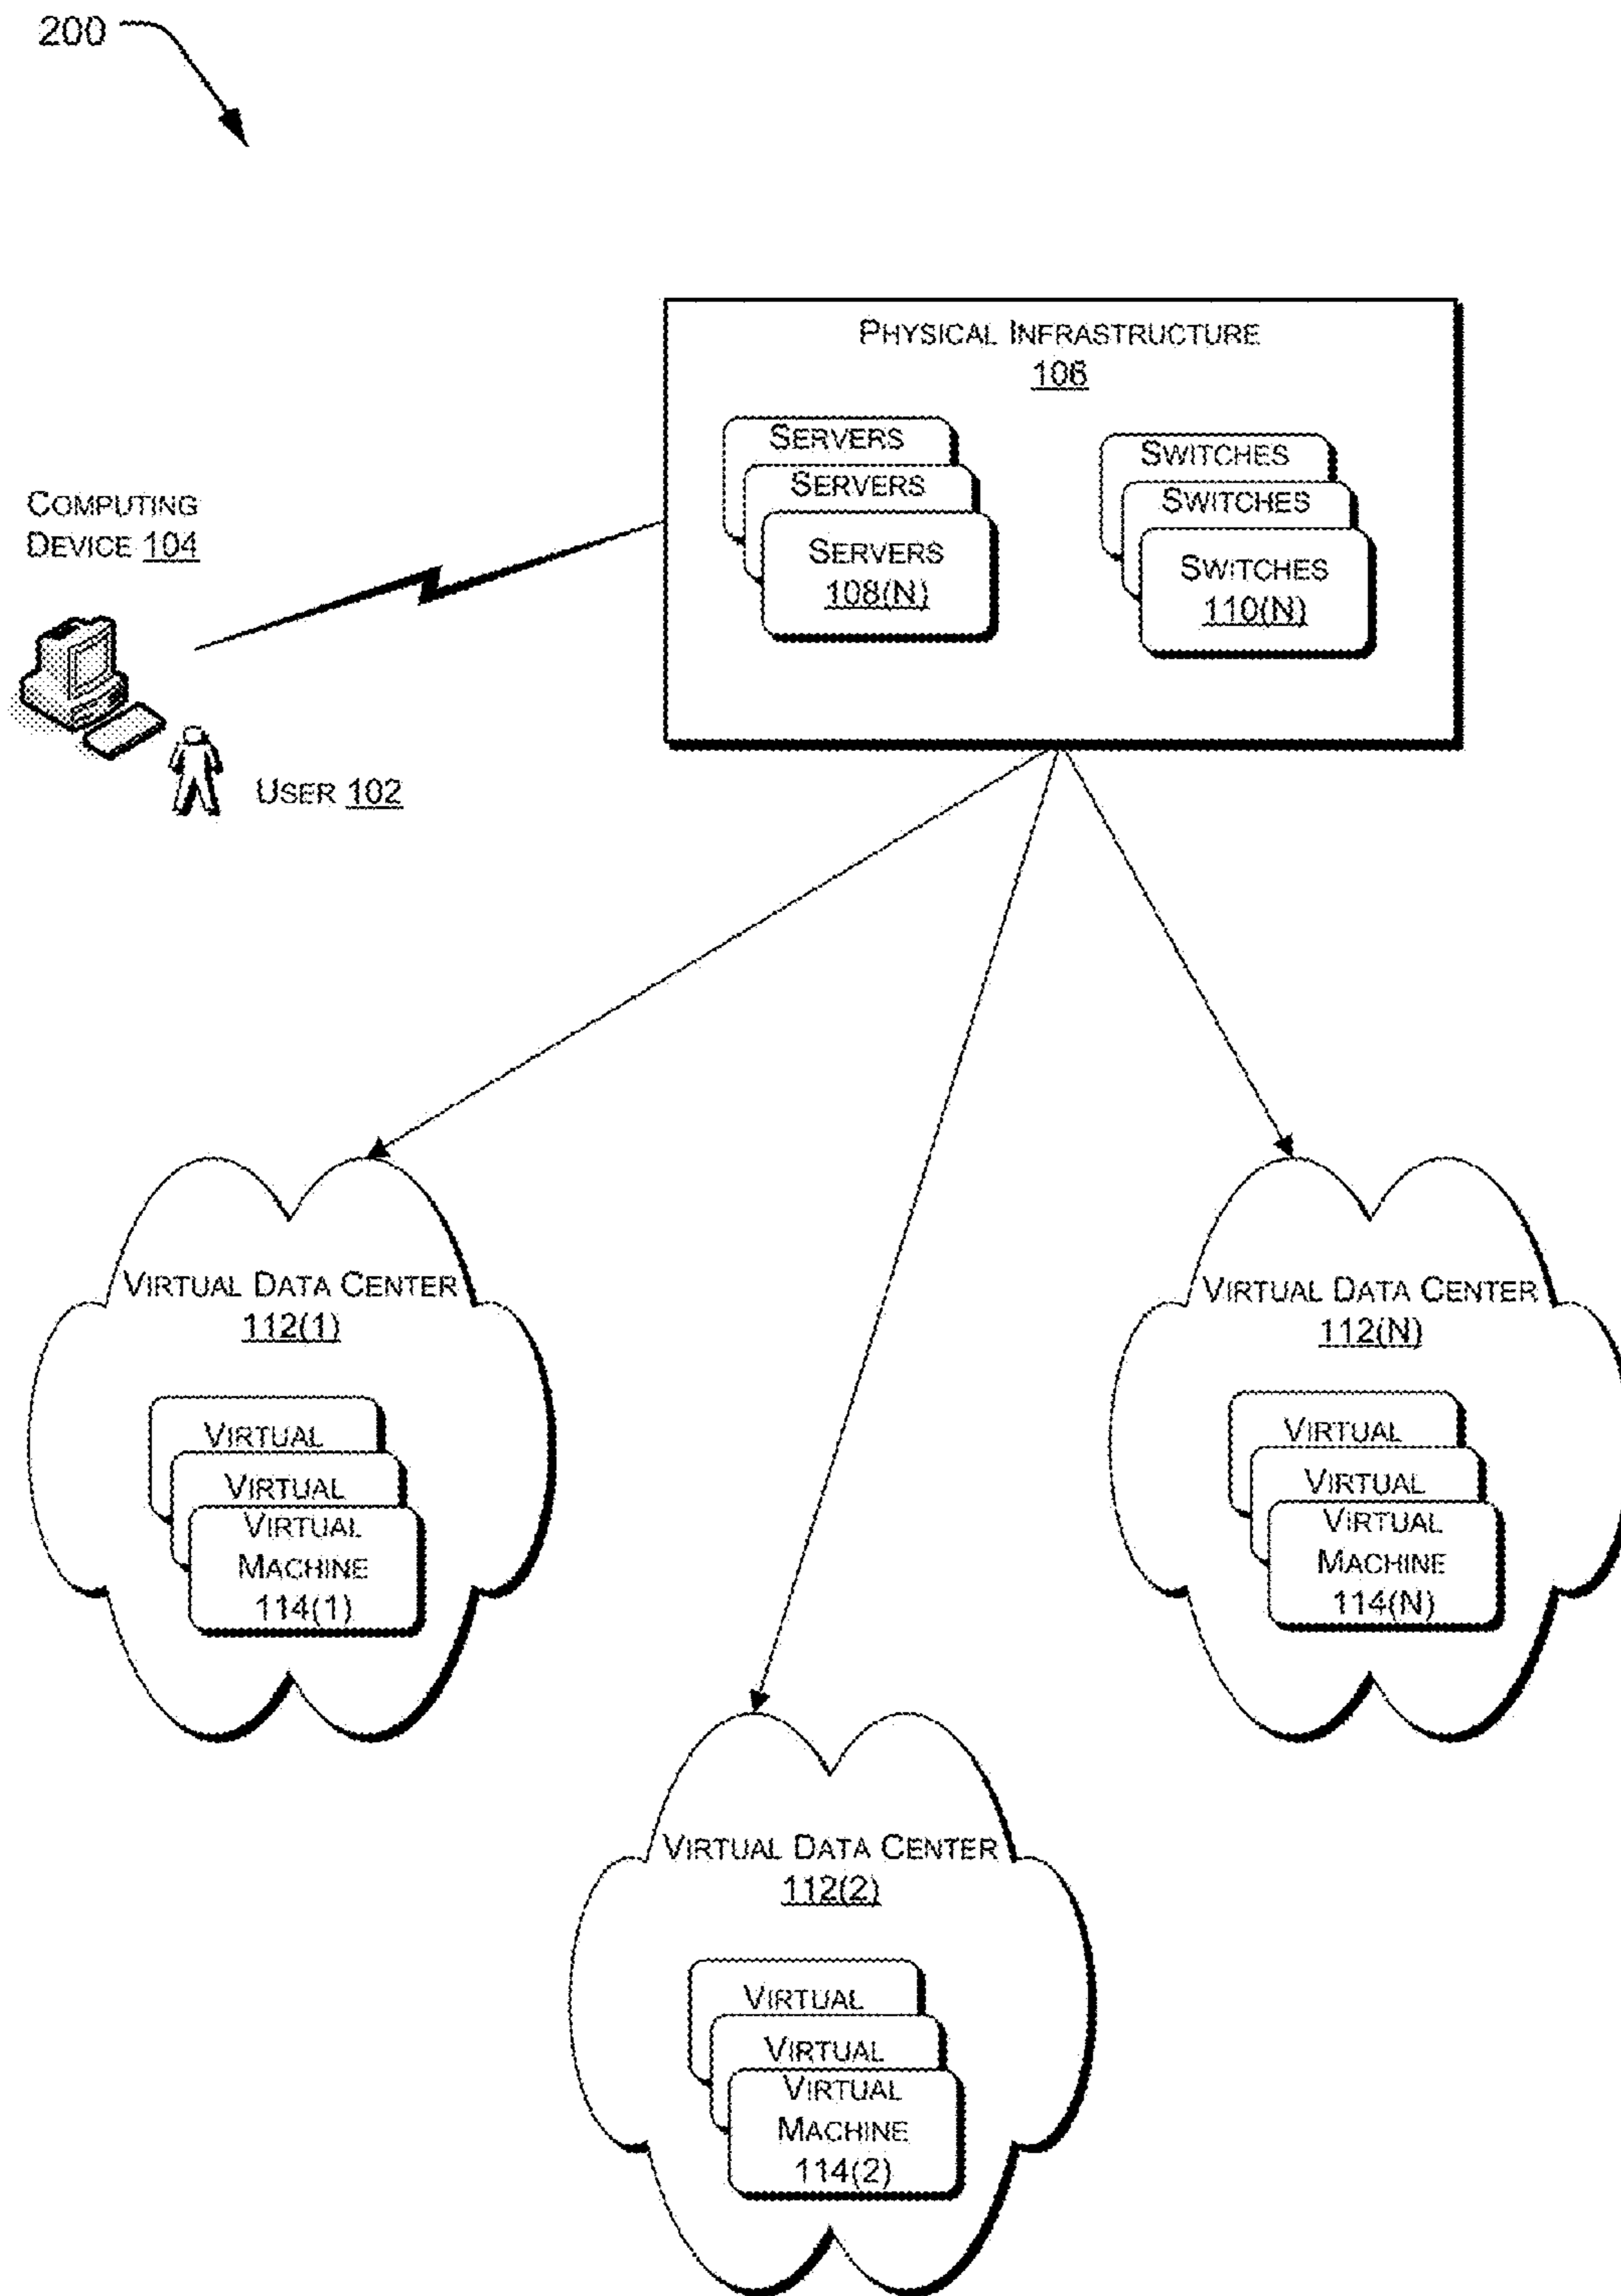 200
PHYSICAL INFRASTRUCTURE
106
SERVERS
SERVERS
SERVERS
108(N)
SWITCHES
SWITCHES
SWITCHES
110(N)
COMPUTING
DEVICE 104
USER 102
VIRTUAL DATA CENTER
112(1)
VIRTUAL
VIRTUAL
VIRTUAL
MACHINE
114(1)
VIRTUAL DATA CENTER
112(N)
VIRTUAL
VIRTUAL
VIRTUAL
MACHINE
114(N)
VIRTUAL DATA CENTER
112(2)
VIRTUAL
VIRTUAL
VIRTUAL
MACHINE
114(2)